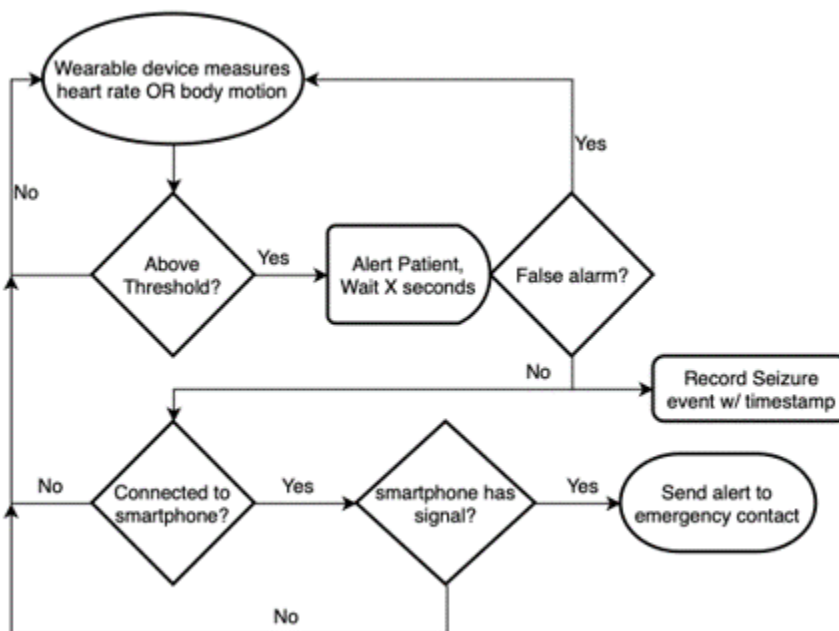 Wearable device measures
heart rate OR body motion
Yes
No
Above
Threshold?
Yes
Alert Patient,
Wait X seconds
False alarm?
No
Record Seizure
event w/ timestamp
No
Connected to
smartphone?
Yes
smartphone has
signal?
Yes
Send alert to
emergency contact
No